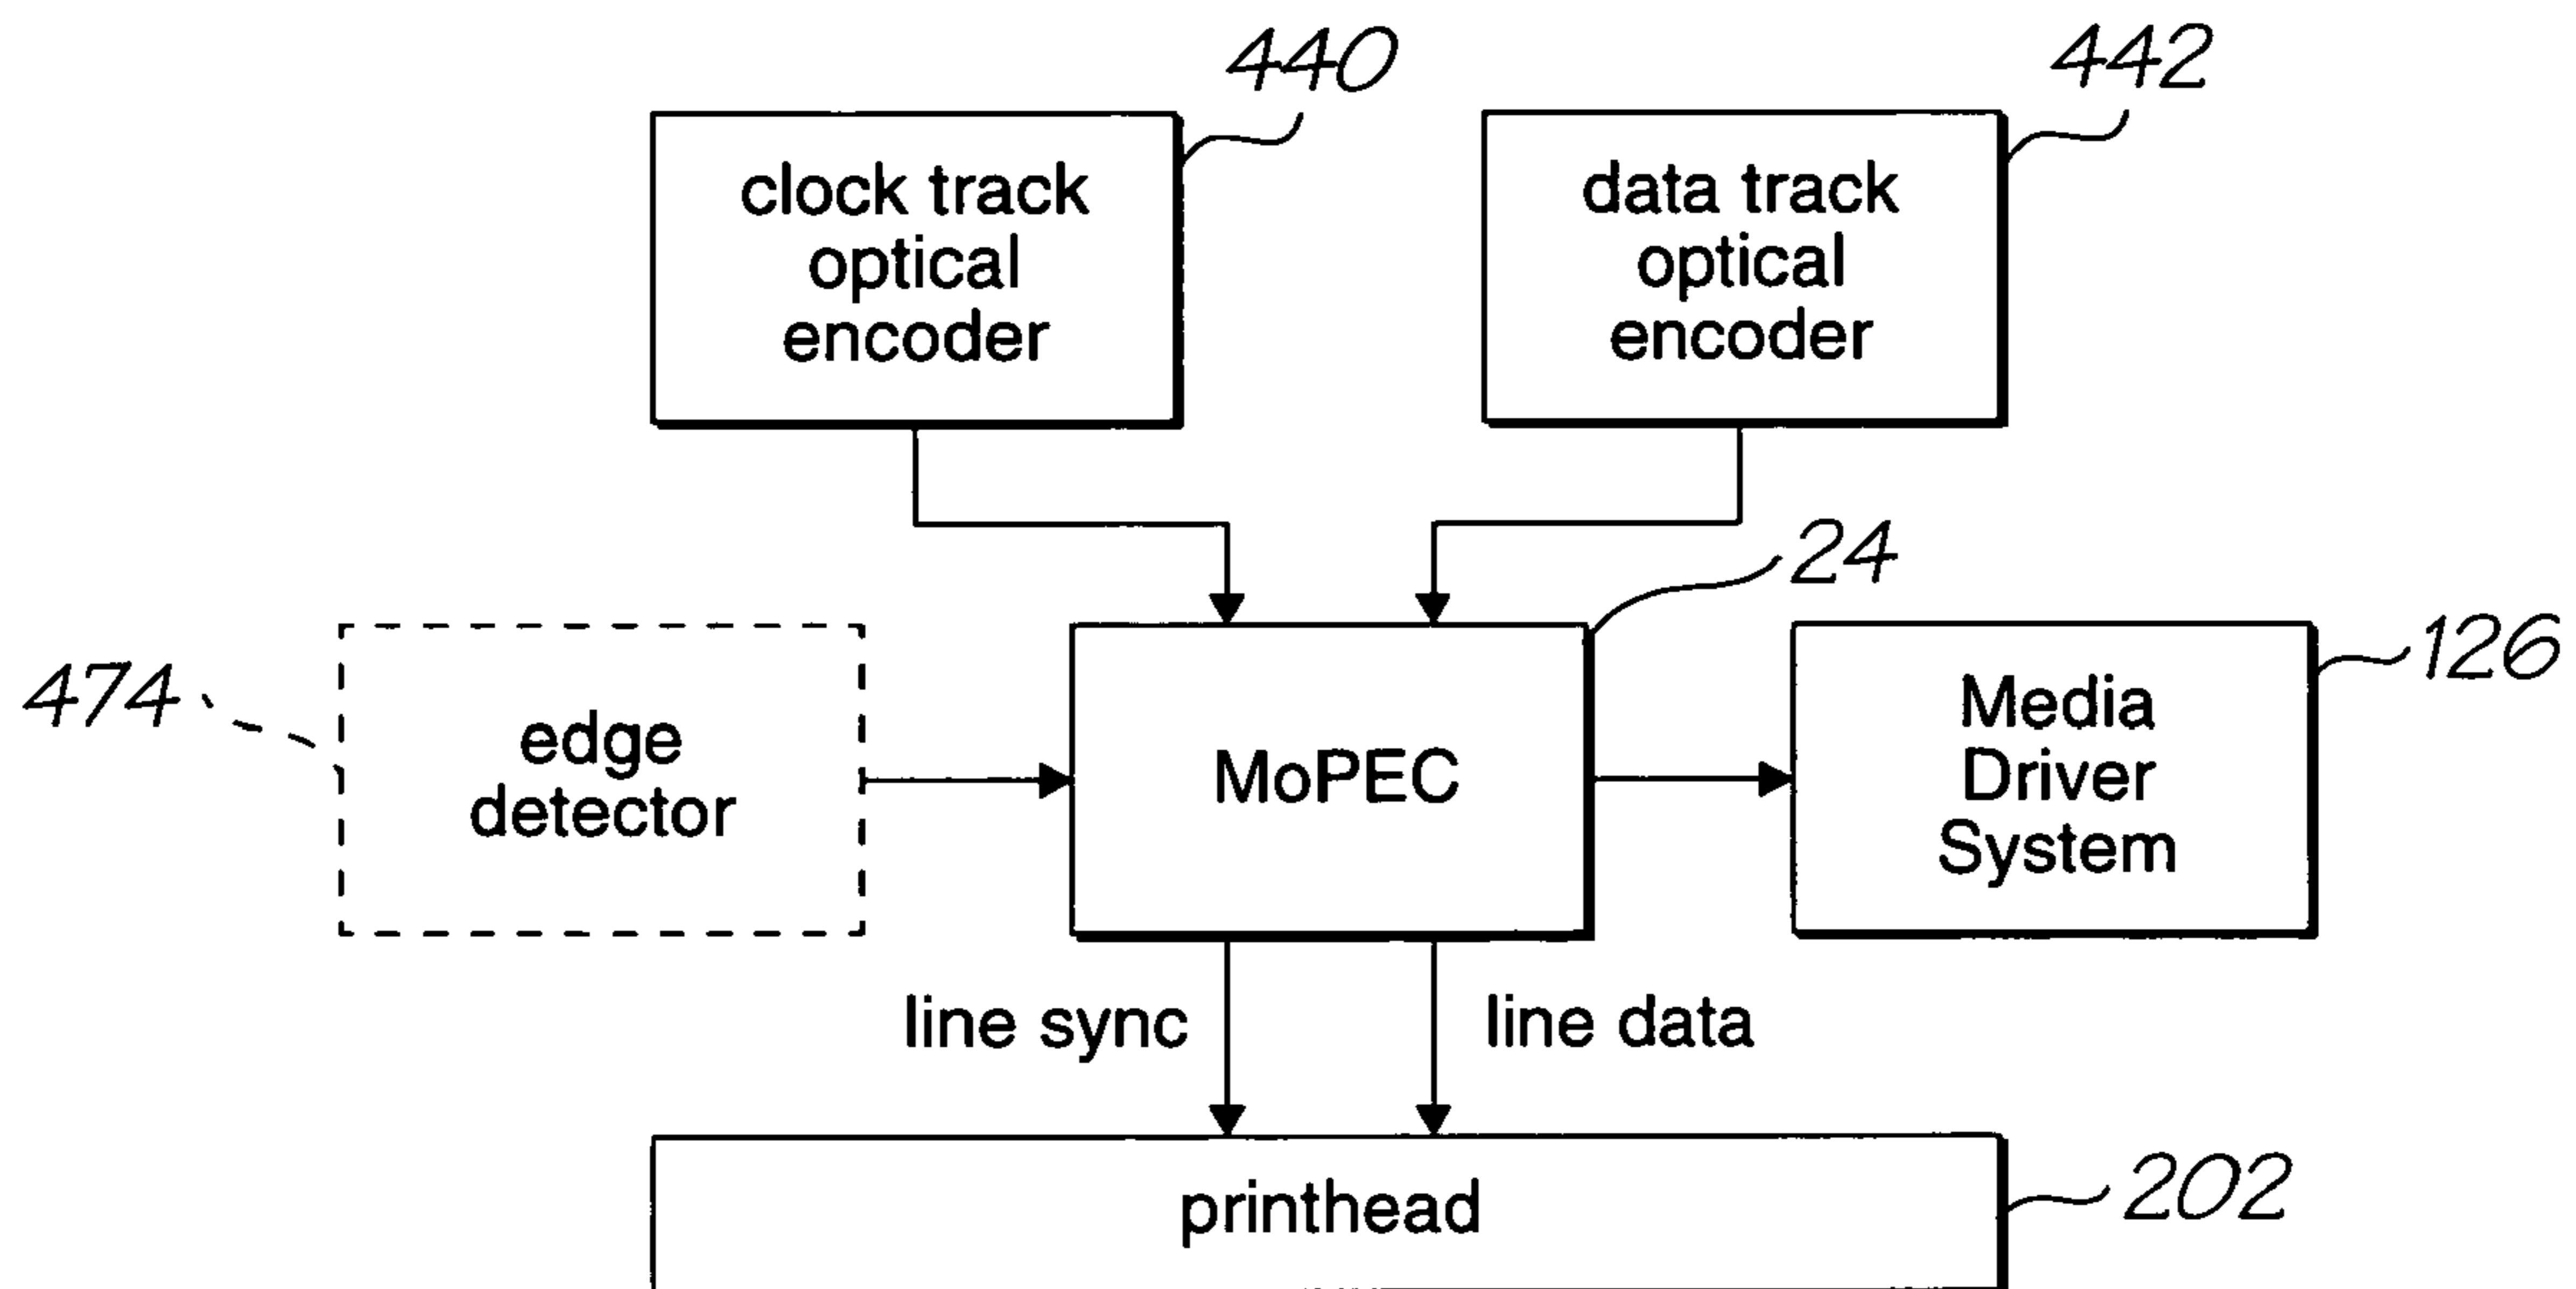 440
442
clock track
optical
encoder
data track
optical
encoder
24
474
edge
detector
MoPEC
126
Media
Driver
System
line sync
line data
printhead
202